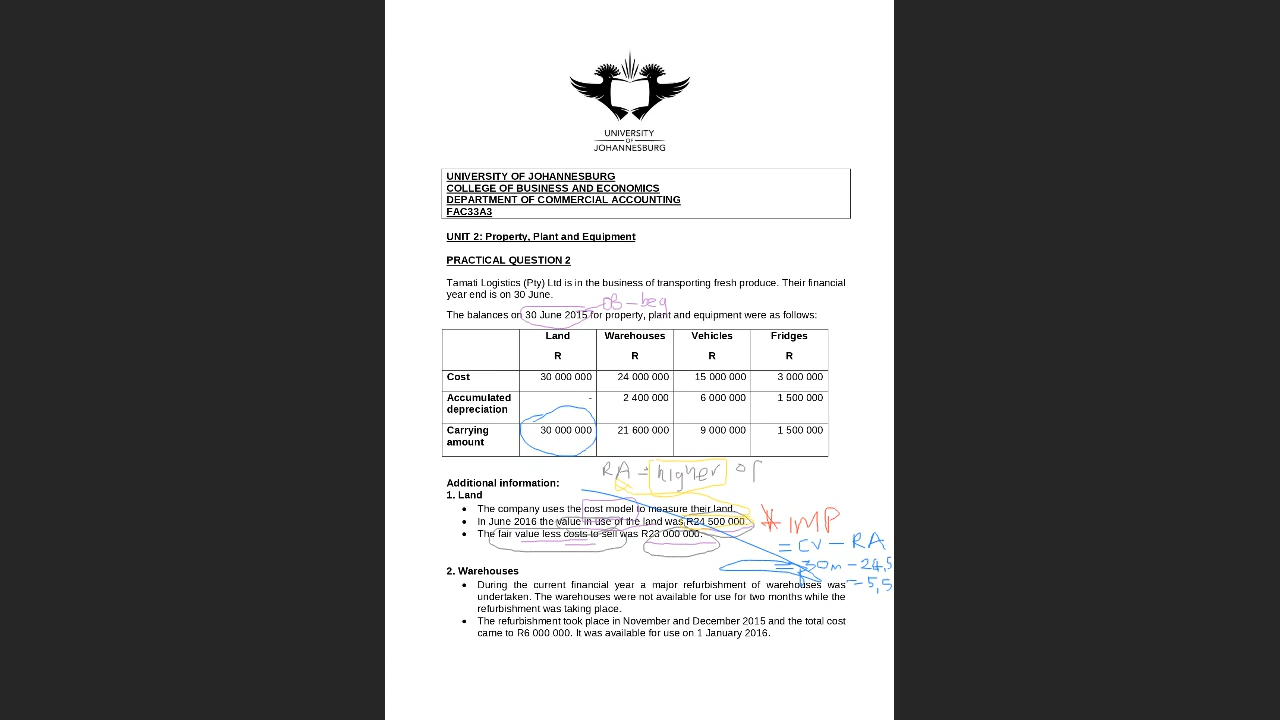 UNIVERSITY
OF
JOHANNESBURG
UNIVERSITY OF JOHANNESBURG
COLLEGE OF BUSINESS AND ECONOMICS
DEPARTMENT OF COMMERCIAL ACCOUNTING
FAC33A3
UNIT 2: Property, Plant and Equipment
PRACTICAL QUESTION 2
Tamati Logistics (Pty) Ltd is in the business of transporting fresh produce. Their financial
year end is on 30 June.
OB - beg
The balances on 30 June 2015 for property, plant and equipment were as follows:
Land Warehouses Vehicles Fridges
R R R R
Cost 30 000 000 24 000 000 15 000 000 3 000 000
Accumulated depreciation - 2 400 000 6 000 000 1 500 000
Carrying amount 30 000 000 21 600 000 9 000 000 1 500 000
RA = higher of
Additional information:
1. Land
• The company uses the cost model to measure their land.
• In June 2016 the value in use of the land was R24 500 000.
• The fair value less costs to sell was R23 000 000.
* IMP
= CV - RA
= 30m - 24,5
= 5,5
2. Warehouses
• During the current financial year a major refurbishment of warehouses was
undertaken. The warehouses were not available for use for two months while the
refurbishment was taking place.
• The refurbishment took place in November and December 2015 and the total cost
came to R6 000 000. It was available for use on 1 January 2016.